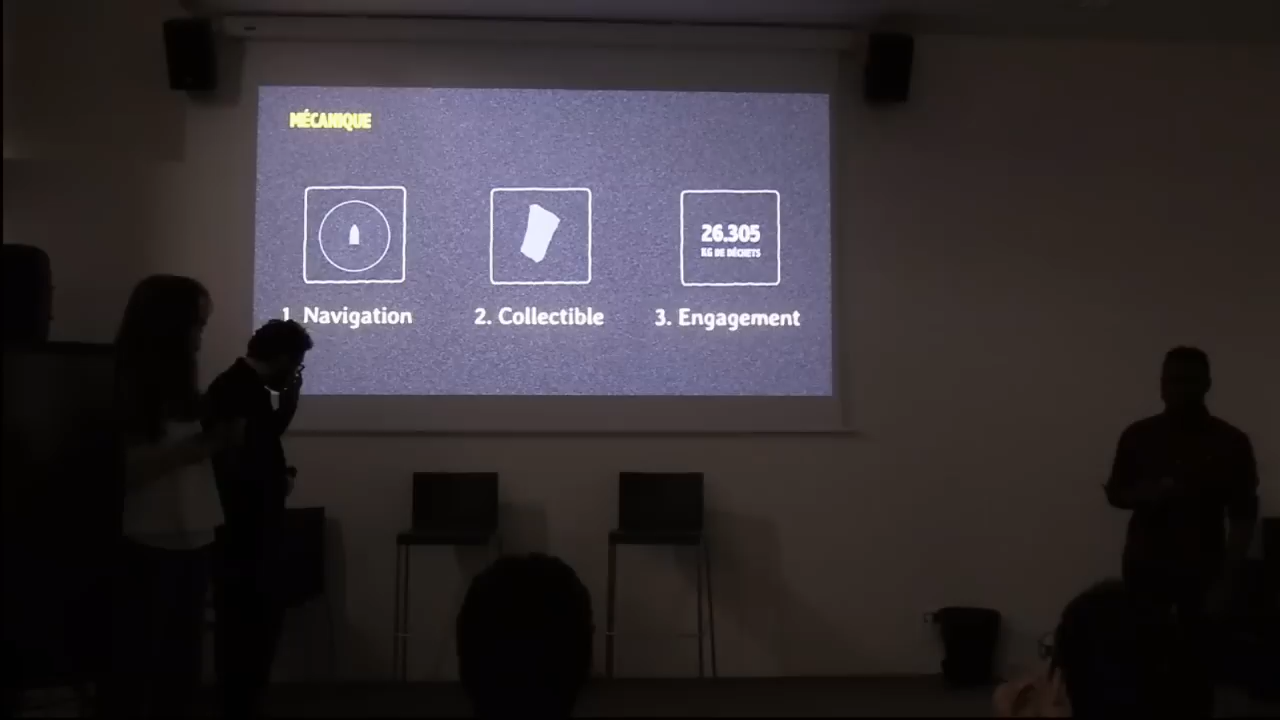 MÉCANIQUE
26.305
KG DE DÉCHETS
1. Navigation
2. Collectible
3. Engagement